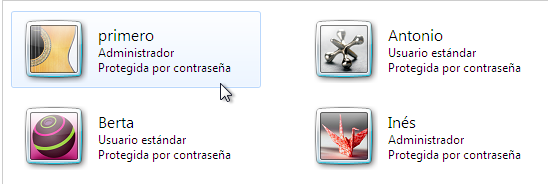 primero
Administrador
Protegida por contraseña
Antonio
Usuario estándar
Protegida por contraseña
Berta
Usuario estándar
Protegida por contraseña
Inés
Administrador
Protegida por contraseña